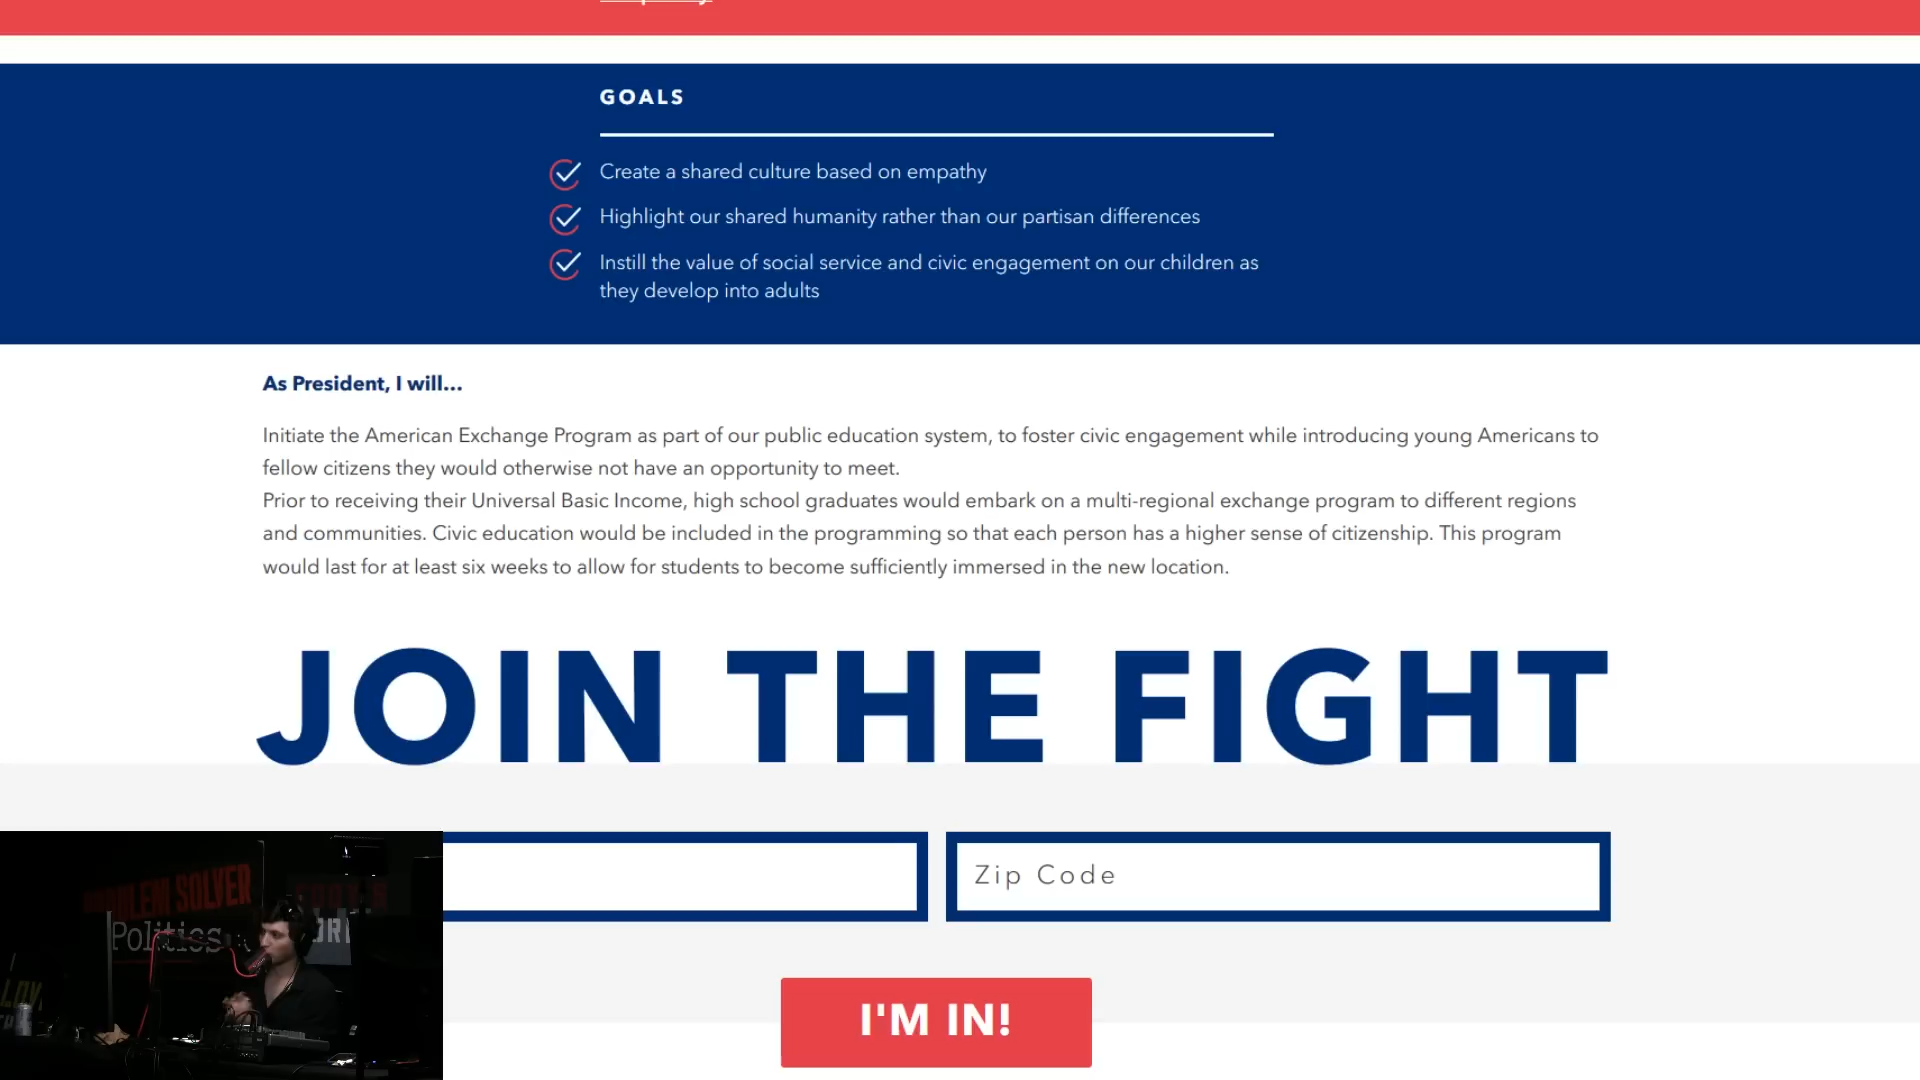 GOALS
Create a shared culture based on empathy
Highlight our shared humanity rather than our partisan differences
Instill the value of social service and civic engagement on our children as
they develop into adults
As President, I will...
Initiate the American Exchange Program as part of our public education system, to foster civic engagement while introducing young Americans to
fellow citizens they would otherwise not have an opportunity to meet.
Prior to receiving their Universal Basic Income, high school graduates would embark on a multi-regional exchange program to different regions
and communities. Civic education would be included in the programming so that each person has a higher sense of citizenship. This program
would last for at least six weeks to allow for students to become sufficiently immersed in the new location.
JOIN THE FIGHT
Zip Code
I'M IN!
SOLVER
Politics